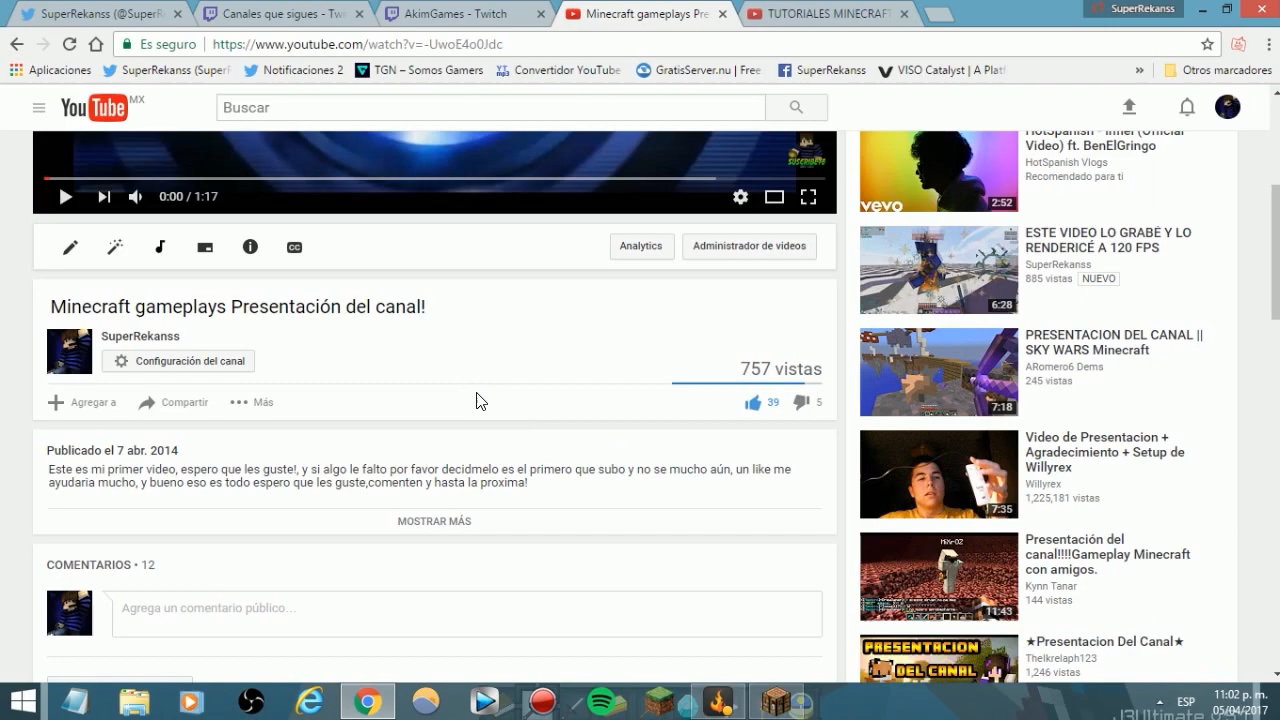 SuperRekanss (@SuperR
Canales que sigues - Tw
AkimGames - Twitch
Minecraft gameplays Pre
TUTORIALES MINECRAFT
SuperRekanss
Es seguro
https://www.youtube.com/watch?v=-UwoE4o0Jdc
Aplicaciones
SuperRekanss (Super
Notificaciones 2
TGN – Somos Gamers
Convertidor YouTube
GratisServer.nu | Free
SuperRekanss
VISO Catalyst | A Plat
»
Otros marcadores
YouTube MX
Buscar
SUSCRIBETE
0:00 / 1:17
CC
Analytics
Administrador de videos
Minecraft gameplays Presentación del canal!
SuperRekanss
Configuración del canal
757 vistas
Agregar a
Compartir
Más
39
5
Publicado el 7 abr. 2014
Este es mi primer video, espero que les guste!, y si algo le falto por favor decidmelo es el primero que subo y no se mucho aún, un like me
ayudaria mucho, y bueno eso es todo espero que les guste,comenten y hasta la proxima!
MOSTRAR MÁS
COMENTARIOS • 12
Agrega un comentario público...
vevo
2:52
HotSpanish - Infiel (Official
Video) ft. BenElGringo
HotSpanish Vlogs
Recomendado para ti
6:28
ESTE VIDEO LO GRABÉ Y LO
RENDERICÉ A 120 FPS
SuperRekanss
885 vistas NUEVO
7:18
PRESENTACION DEL CANAL ||
SKY WARS Minecraft
ARomero6 Dems
245 vistas
7:35
Video de Presentacion +
Agradecimiento + Setup de
Willyrex
Willyrex
1,225,181 vistas
11:43
Presentación del
canal!!!!Gameplay Minecraft
con amigos.
Kynn Tanar
144 vistas
PRESENTACION
DEL CANAL
★Presentacion Del Canal★
TheIkrelaph123
1,246 vistas
ESP
11:02 p. m.
05/04/2017